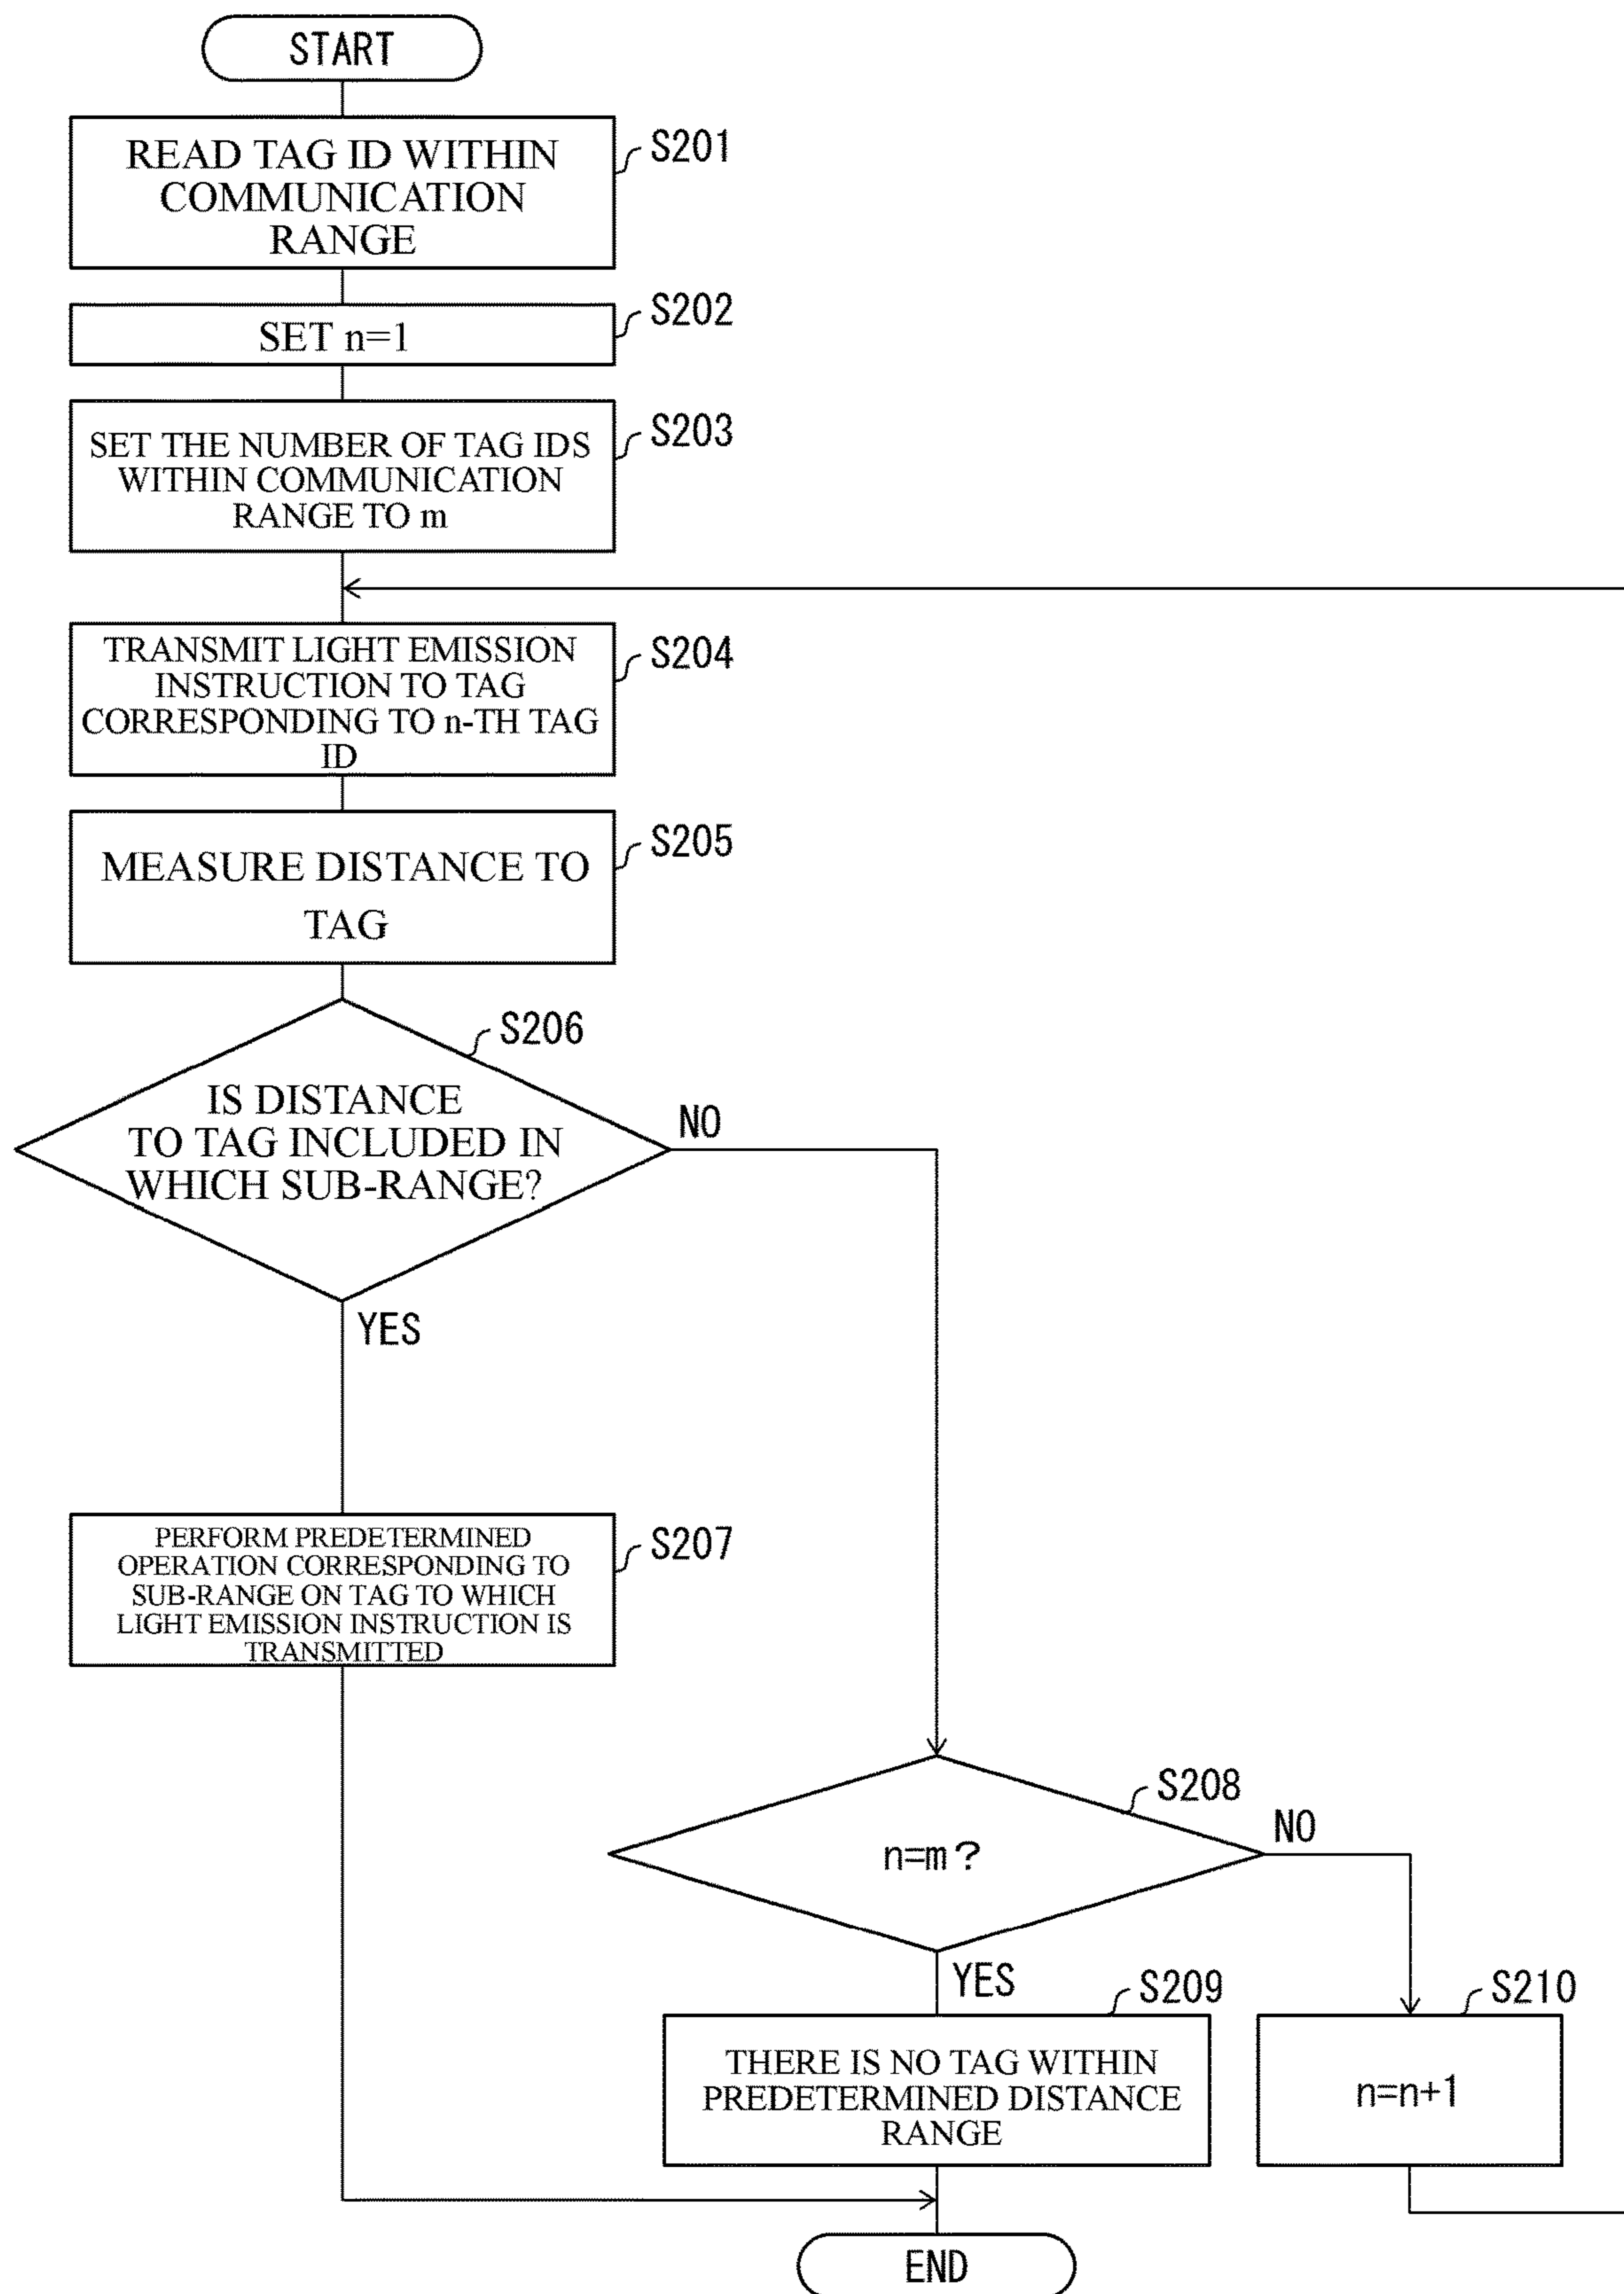 START
READ TAG ID WITHIN
COMMUNICATION
RANGE
S201
SET n=1
S202
SET THE NUMBER OF TAG IDS
WITHIN COMMUNICATION
RANGE TO m
S203
TRANSMIT LIGHT EMISSION
INSTRUCTION TO TAG
CORRESPONDING TO n-TH TAG
ID
S204
MEASURE DISTANCE TO
TAG
S205
S206
IS DISTANCE
TO TAG INCLUDED IN
WHICH SUB-RANGE?
NO
YES
PERFORM PREDETERMINED
OPERATION CORRESPONDING TO
SUB-RANGE ON TAG TO WHICH
LIGHT EMISSION INSTRUCTION IS
TRANSMITTED
S207
S208
n=m?
NO
YES
S209
THERE IS NO TAG WITHIN
PREDETERMINED DISTANCE
RANGE
S210
n=n+1
END